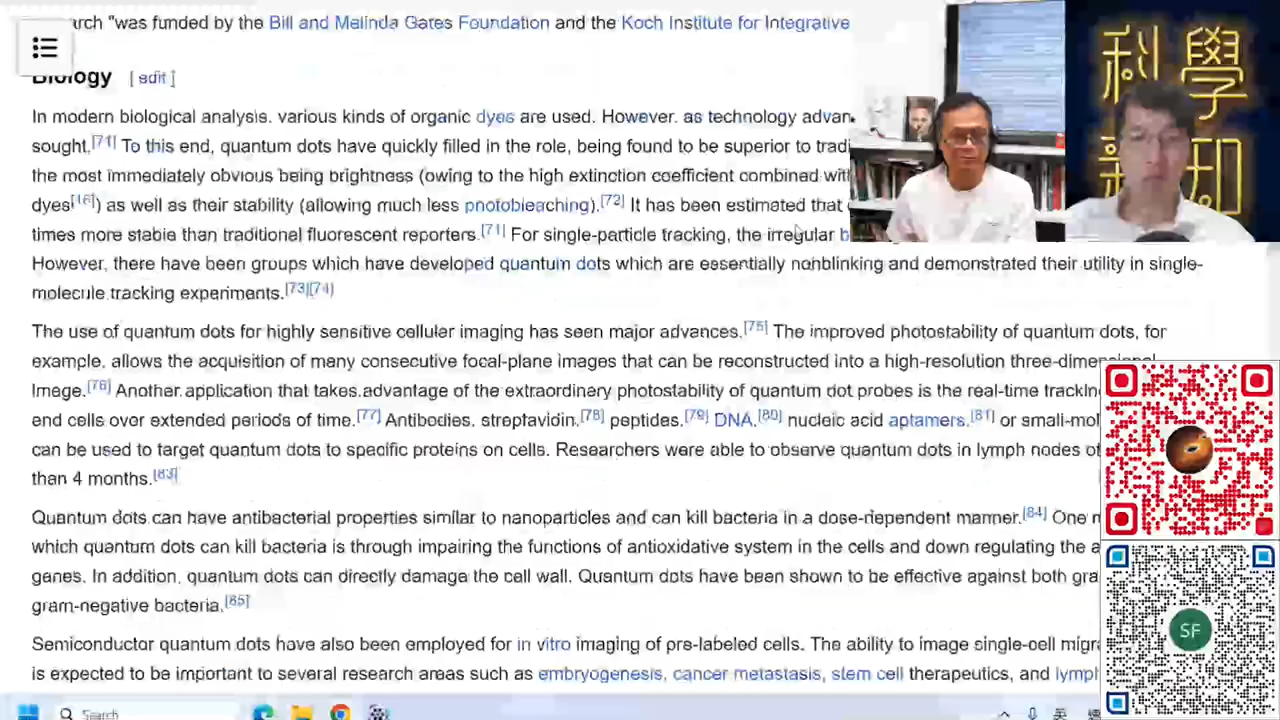 arch "was funded by the Bill and Melinda Gates Foundation and the Koch Institute for Integrative
Biology [ edit ]
In modern biological analysis, various kinds of organic dyes are used. However, as technology advan
sought.[71] To this end, quantum dots have quickly filled in the role, being found to be superior to tradi
the most immediately obvious being brightness (owing to the high extinction coefficient combined wit
dyes[16]) as well as their stability (allowing much less photobleaching).[72] It has been estimated that
times more stable than traditional fluorescent reporters.[71] For single-particle tracking, the irregular b
However, there have been groups which have developed quantum dots which are essentially nonblinking and demonstrated their utility in single-
molecule tracking experiments.[73][74]
The use of quantum dots for highly sensitive cellular imaging has seen major advances.[75] The improved photostability of quantum dots, for
example, allows the acquisition of many consecutive focal-plane images that can be reconstructed into a high-resolution three-dimensional
image.[76] Another application that takes advantage of the extraordinary photostability of quantum dot probes is the real-time trackin
end cells over extended periods of time.[77] Antibodies, streptavidin,[78] peptides,[79] DNA,[80] nucleic acid aptamers,[81] or small-mol
can be used to target quantum dots to specific proteins on cells. Researchers were able to observe quantum dots in lymph nodes of
than 4 months.[83]
Quantum dots can have antibacterial properties similar to nanoparticles and can kill bacteria in a dose-dependent manner.[84] One m
which quantum dots can kill bacteria is through impairing the functions of antioxidative system in the cells and down regulating the a
genes. In addition, quantum dots can directly damage the cell wall. Quantum dots have been shown to be effective against both gra
gram-negative bacteria.[85]
Semiconductor quantum dots have also been employed for in vitro imaging of pre-labeled cells. The ability to image single-cell migra
is expected to be important to several research areas such as embryogenesis, cancer metastasis, stem cell therapeutics, and lymph
科學
新知
SF
Search
英